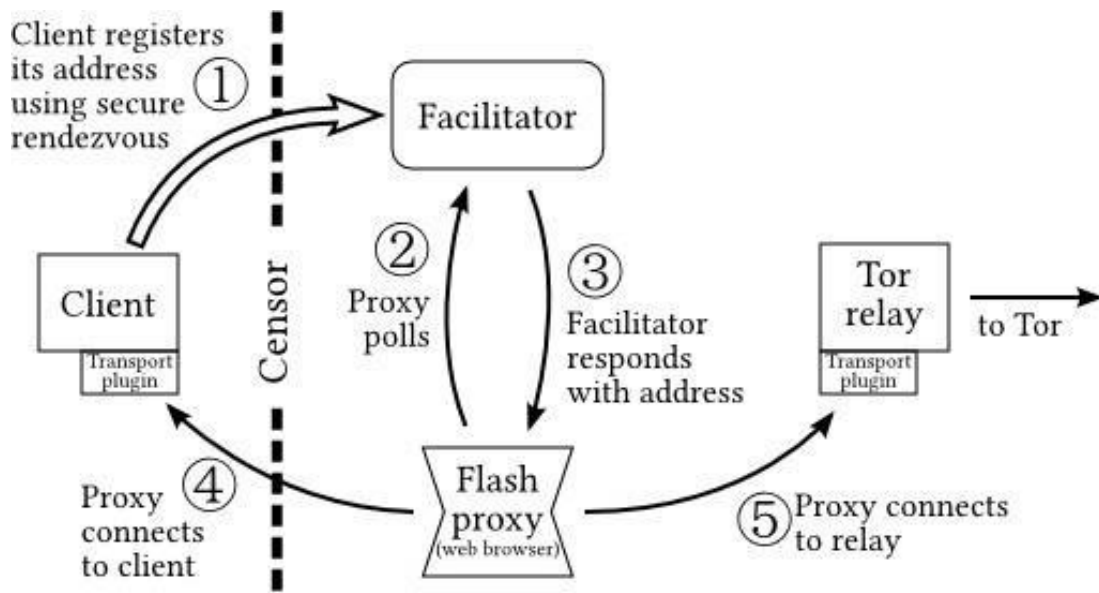 Client registers
its address
using secure
rendezvous
①
Facilitator
②
Proxy
polls
③
Facilitator
responds
with address
Client
Transport
plugin
Censor
Tor
relay
Transport
plugin
to Tor
④
Proxy
connects
to client
Flash
proxy
(web browser)
⑤
Proxy connects
to relay